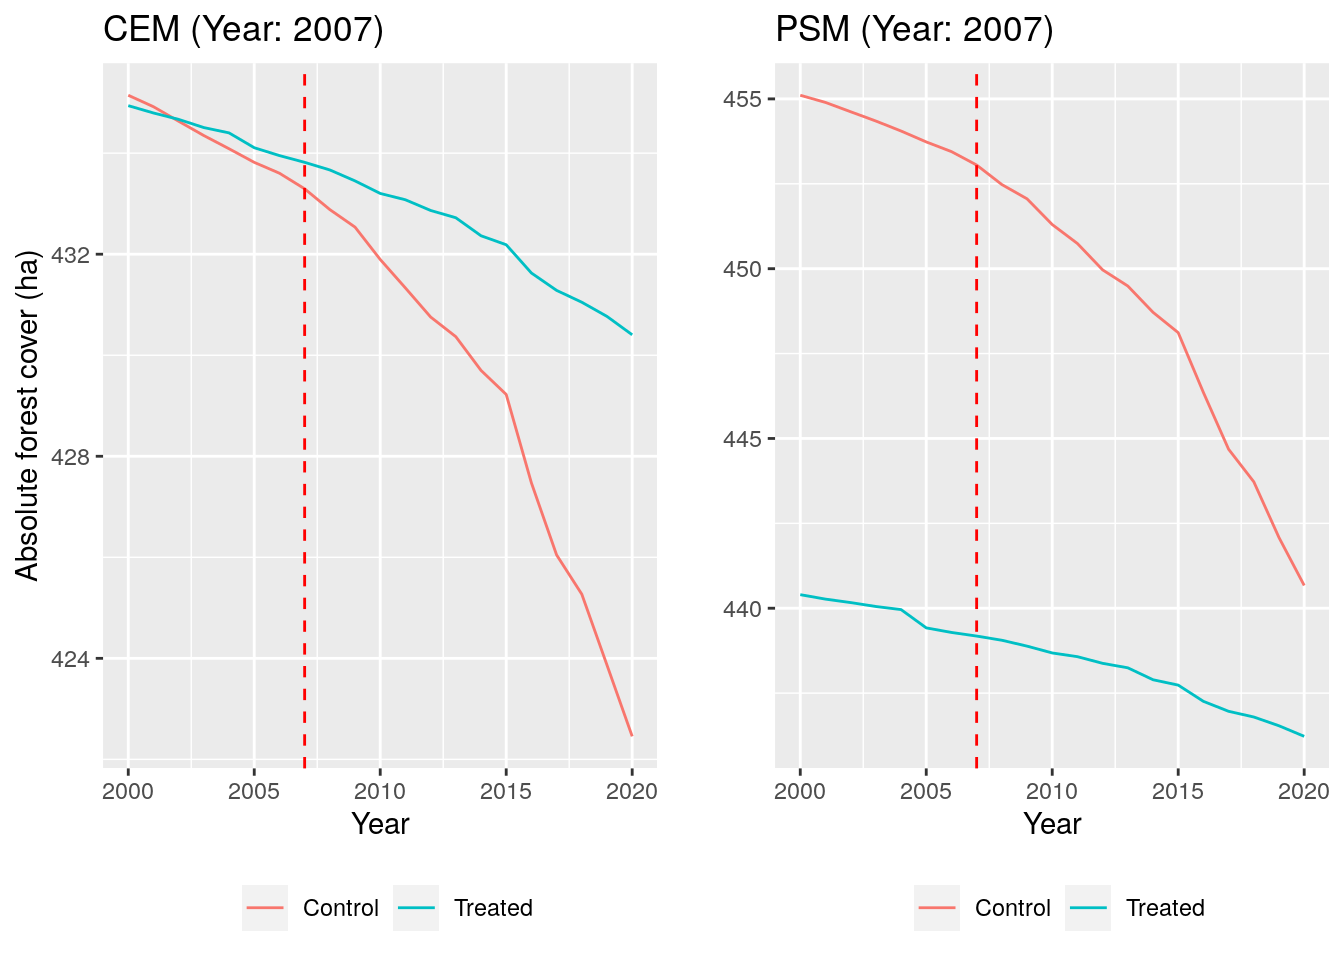 CEM (Year: 2007)
Absolute forest cover (ha)
432
428
424
2000 2005 2010 2015 2020
Year
Control Treated
PSM (Year: 2007)
455
450
445
440
2000 2005 2010 2015 2020
Year
Control Treated